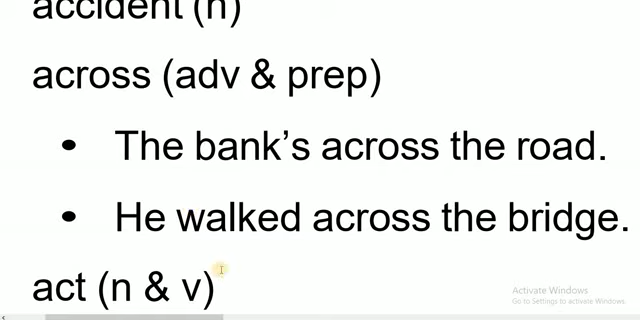 accident (n)
across (adv & prep)
• The bank’s across the road.
• He walked across the bridge.
act (n & v)
Activate Windows
Go to Settings to activate Windows.